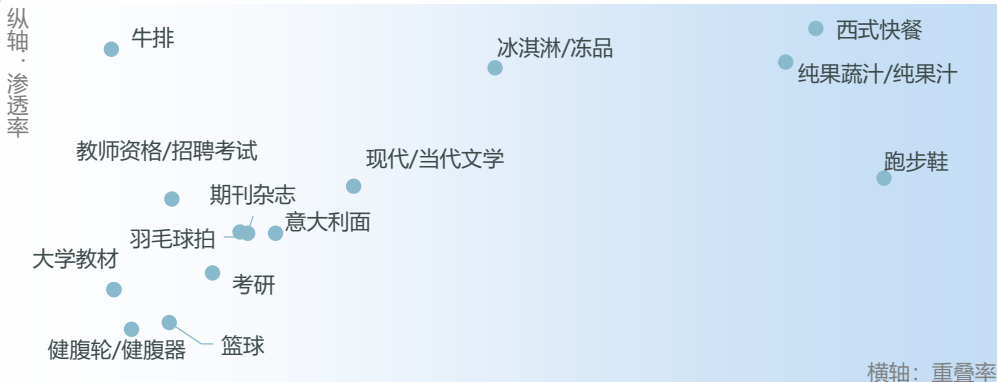 纵轴：渗透率
西式快餐
牛排
冰淇淋/冻品
纯果蔬汁/纯果汁
教师资格/招聘考试
现代/当代文学
跑步鞋
期刊杂志
意大利面
羽毛球拍
大学教材
考研
篮球
健腹轮/健腹器
横轴：重叠率